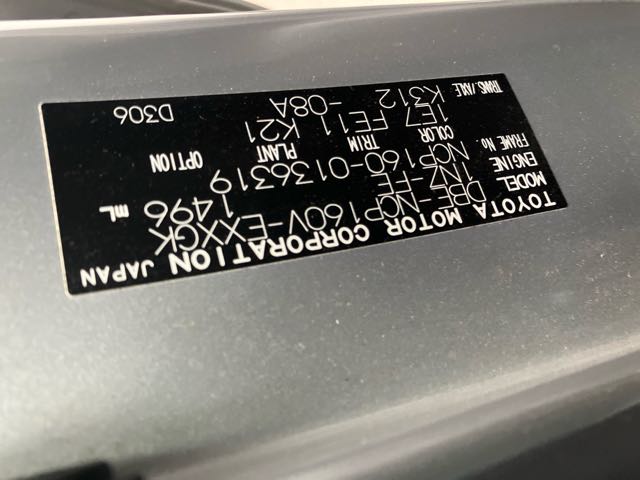 TOYOTA MOTOR CORPORATION JAPAN
MODEL DBE-NCP160V-EXXGK
ENGINE 1NZ-FE 1496 mL
FRAME No. NCP160-0136319
COLOR TRIM PLANT OPTION
1E7 FE11 K21
TRANS./AXLE K312 -08A
D306